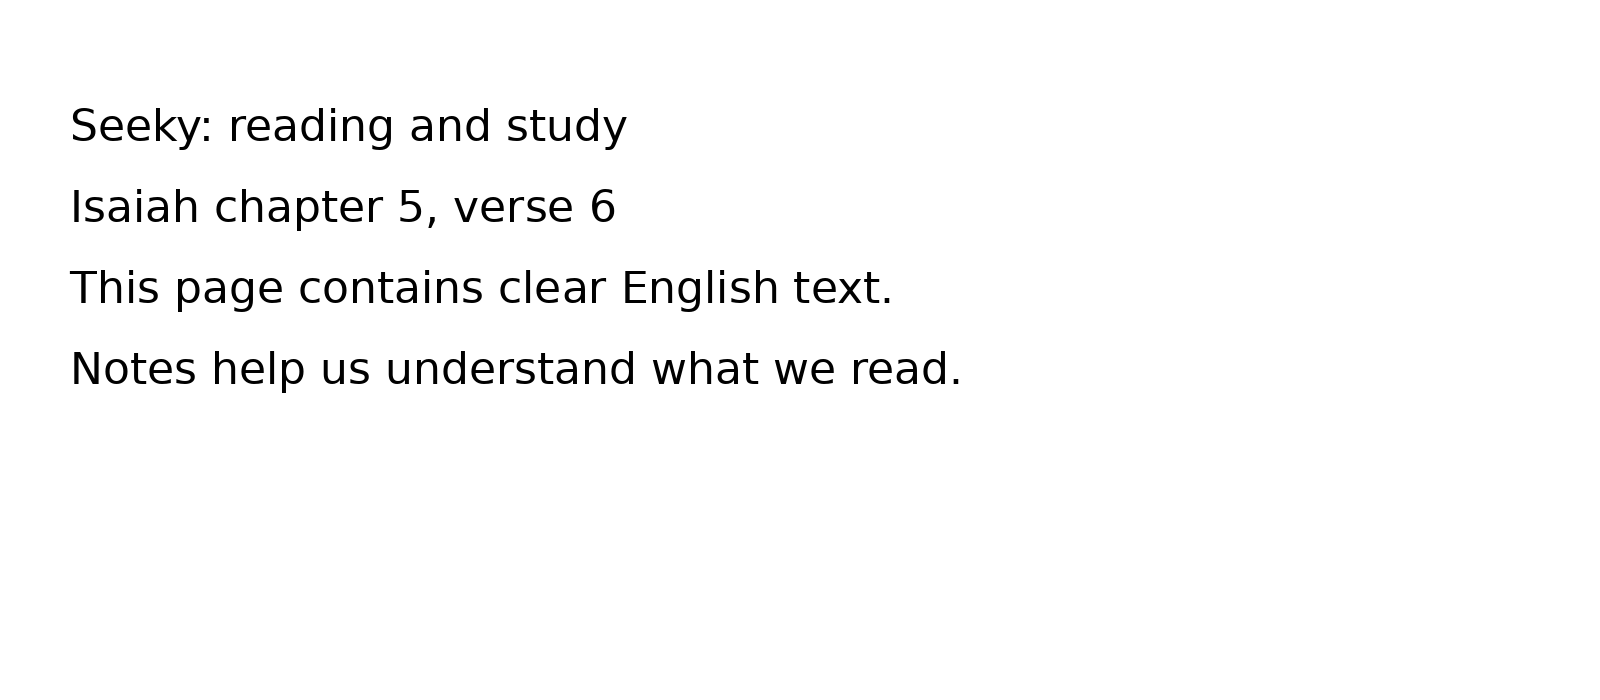 Seeky: reading and study
Isaiah chapter 5, verse 6
This page contains clear English text.
Notes help us understand what we read.